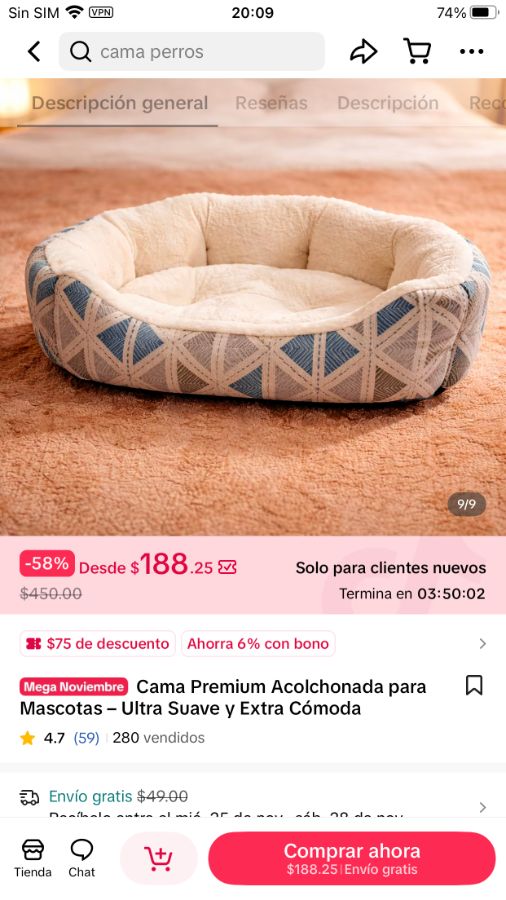 Sin SIM VPN 20:09 74%
cama perros
Descripción general Reseñas Descripción Reco
9/9
-58% Desde $188.25 Solo para clientes nuevos
$450.00 Termina en 03:50:02
$75 de descuento Ahorra 6% con bono
Mega Noviembre Cama Premium Acolchonada para
Mascotas – Ultra Suave y Extra Cómoda
4.7 (59) 280 vendidos
Envío gratis $49.00
Comprar ahora
Tienda Chat $188.25 Envío gratis